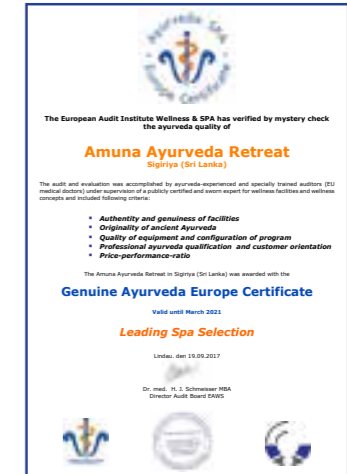 Ayurveda Spa
Europe Certificate
The European Audit Institute Wellness & SPA has verified by mystery check
the ayurveda quality of
Amuna Ayurveda Retreat
Sigiriya (Sri Lanka)
The audit and evaluation was accomplished by ayurveda-experienced and specially trained auditors (EU
medical doctors) under supervision of a publicly certified and sworn expert for wellness facilities and wellness
concepts and included following criteria:
Authentity and genuiness of facilities
Originality of ancient Ayurveda
Quality of equipment and configuration of program
Professional ayurveda qualification and customer orientation
Price-performance-ratio
The Amuna Ayurveda Retreat in Sigiriya (Sri Lanka) was awarded with the
Genuine Ayurveda Europe Certificate
Valid until March 2021
Leading Spa Selection
Lindau, den 19.09.2017
Dr. med. H. J. Schmeisser MBA
Director Audit Board EAWS